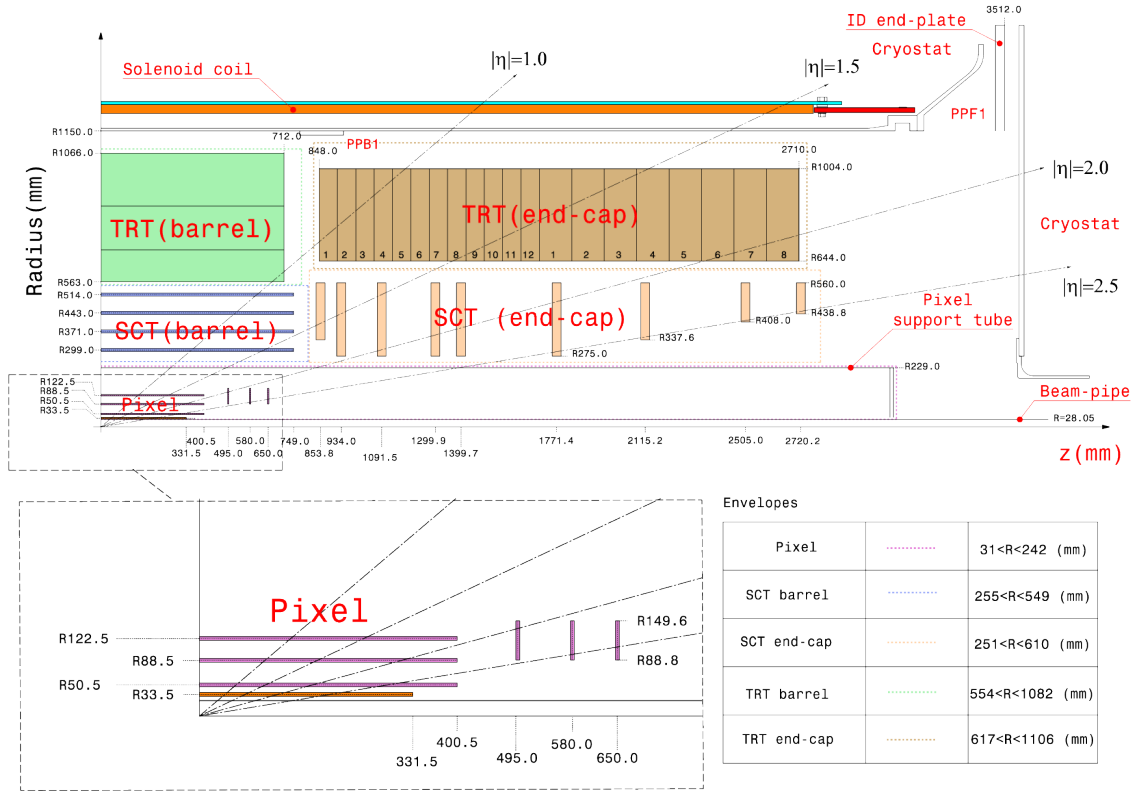 ID end-plate
3512.0
Cryostat
|η|=1.0
|η|=1.5
Solenoid coil
PPF1
R1150.0
712.0
PPB1
R1066.0
848.0
2710.0
R1004.0
|η|=2.0
Radius(mm)
TRT(barrel)
TRT(end-cap)
Cryostat
1 2 3 4 5 6 7 8 9 10 11 12 1 2 3 4 5 6 7 8
R644.0
R563.0
R560.0
|η|=2.5
R514.0
R443.0
SCT(barrel)
SCT (end-cap)
R438.8
Pixel
support tube
R408.0
R371.0
R337.6
R299.0
R275.0
R229.0
R122.5
R88.5
R50.5
R33.5
Pixel
Beam-pipe
R=28.05
400.5 580.0 749.0 934.0 1299.9 1771.4 2115.2 2505.0 2720.2
331.5 495.0 650.0 853.8 1091.5 1399.7
z(mm)
Envelopes
Pixel 31<R<242 (mm)
SCT barrel 255<R<549 (mm)
SCT end-cap 251<R<610 (mm)
TRT barrel 554<R<1082 (mm)
TRT end-cap 617<R<1106 (mm)
Pixel
R122.5
R149.6
R88.5
R88.8
R50.5
R33.5
400.5 580.0
331.5 495.0 650.0